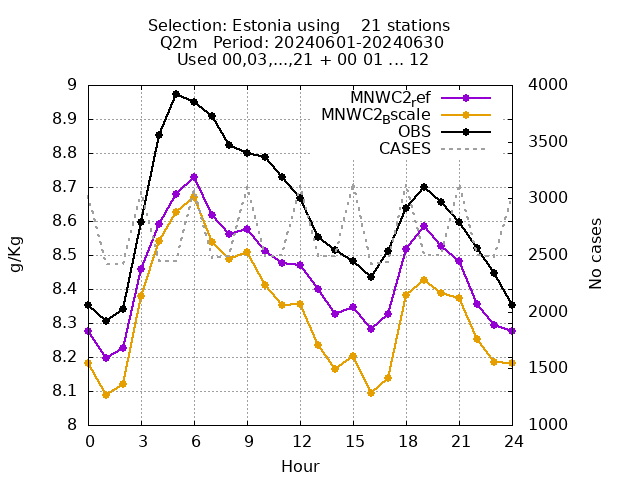 Selection: Estonia using    21 stations
Q2m   Period: 20240601-20240630
Used 00,03,...,21 + 00 01 ... 12
9 4000
8.9
8.8
8.7
8.6
8.5
8.4
8.3
8.2
8.1
8
3500
3000
2500
2000
1500
1000
MNWC2ref
MNWC2Bscale
OBS
CASES
g/Kg
No cases
0 3 6 9 12 15 18 21 24
Hour